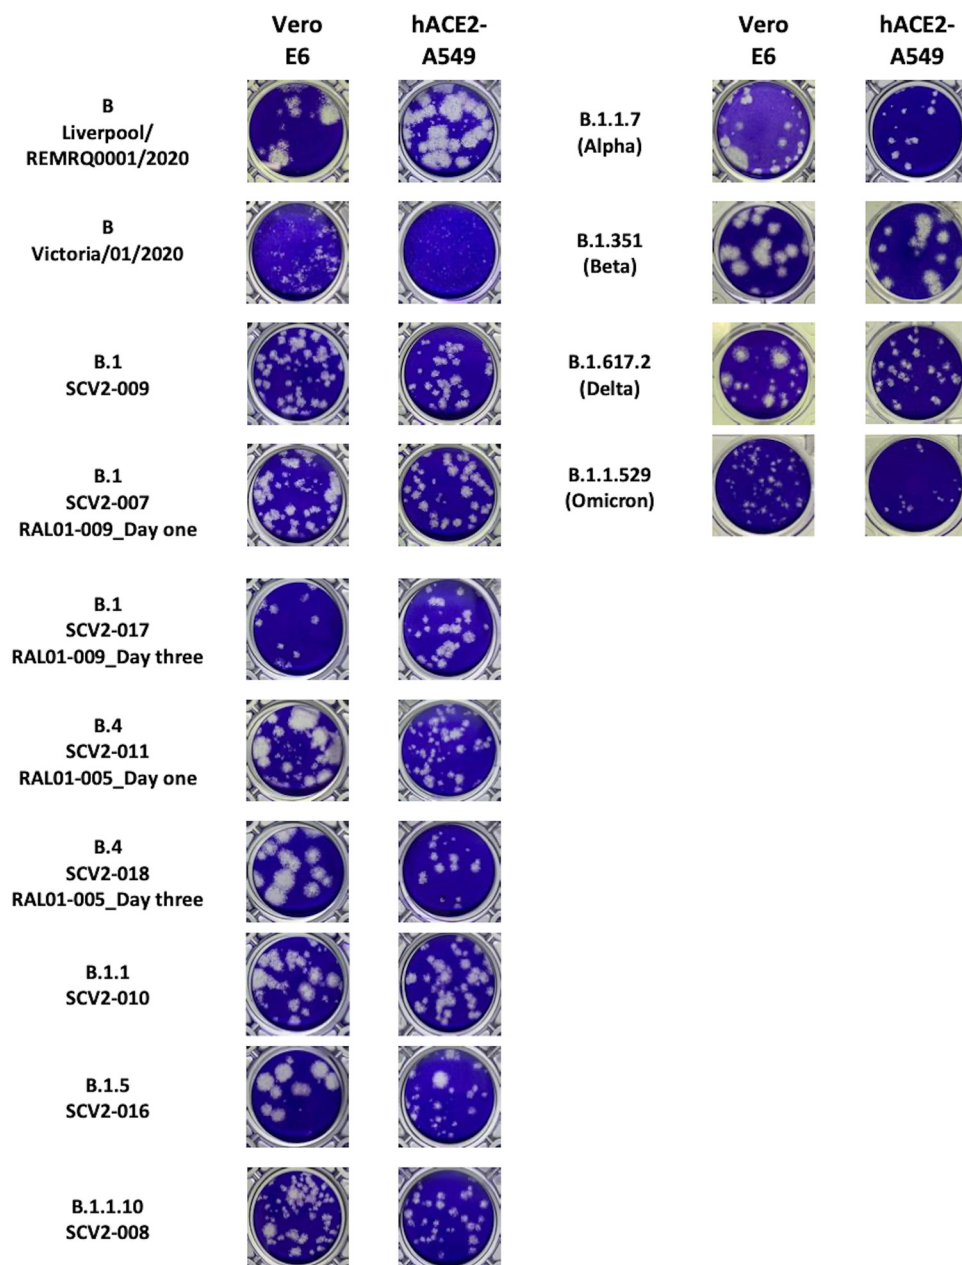 Vero
E6
hACE2-
A549
Vero
E6
hACE2-
A549
B
Liverpool/
REMRQ0001/2020
B
Victoria/01/2020
B.1
SCV2-009
B.1
SCV2-007
RAL01-009_Day one
B.1
SCV2-017
RAL01-009_Day three
B.4
SCV2-011
RAL01-005_Day one
B.4
SCV2-018
RAL01-005_Day three
B.1.1
SCV2-010
B.1.5
SCV2-016
B.1.1.10
SCV2-008
B.1.1.7
(Alpha)
B.1.351
(Beta)
B.1.617.2
(Delta)
B.1.1.529
(Omicron)